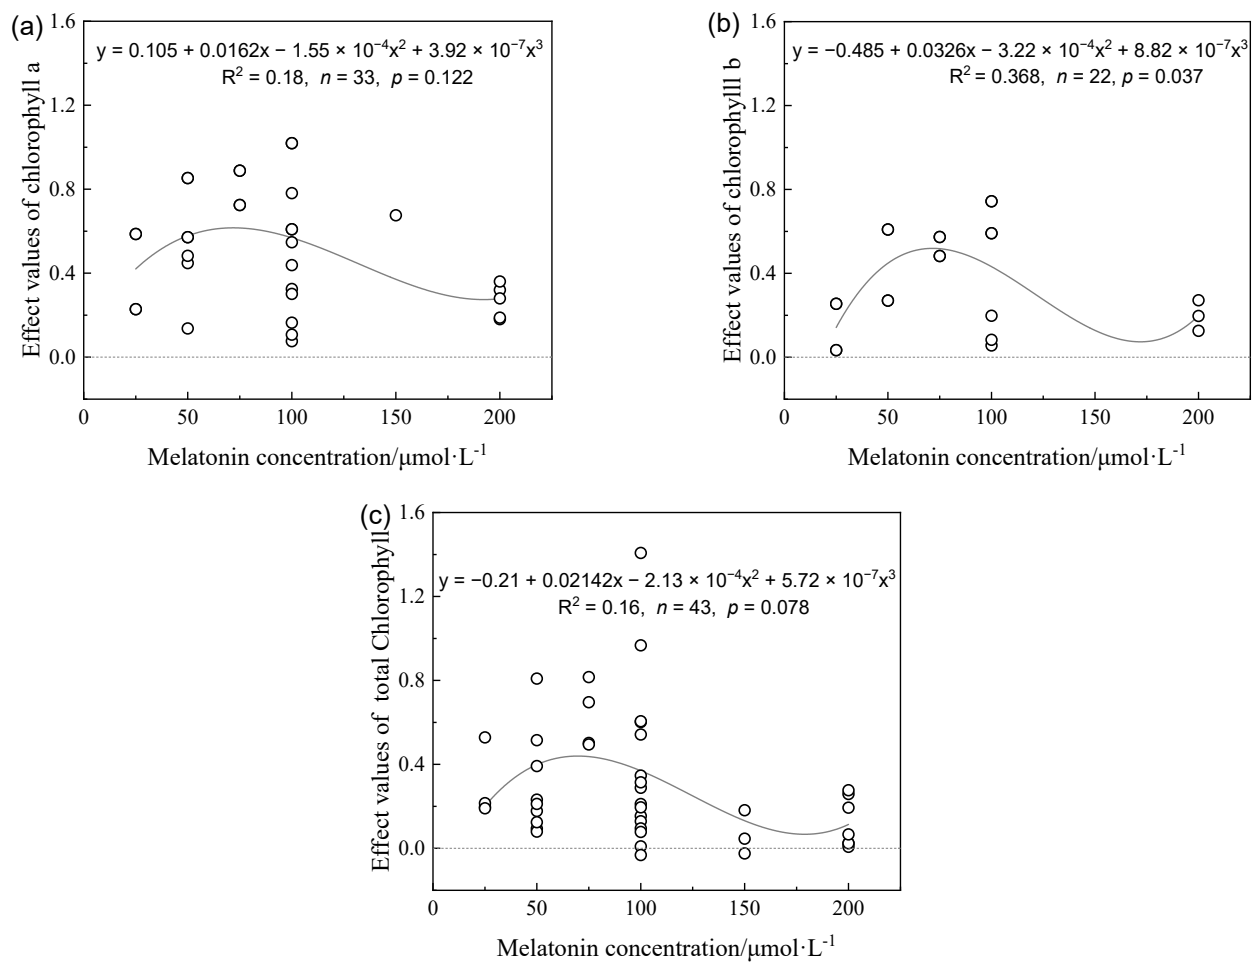 (a)
y = 0.105 + 0.0162x − 1.55 × 10⁻⁴x² + 3.92 × 10⁻⁷x³
R² = 0.18, n = 33, p = 0.122
Effect values of chlorophyll a
1.6
1.2
0.8
0.4
0.0
0 50 100 150 200
Melatonin concentration/μmol·L⁻¹
(b)
y = −0.485 + 0.0326x − 3.22 × 10⁻⁴x² + 8.82 × 10⁻⁷x³
R² = 0.368, n = 22, p = 0.037
Effect values of chlorophylll b
1.6
1.2
0.8
0.4
0.0
0 50 100 150 200
Melatonin concentration/μmol·L⁻¹
(c)
y = −0.21 + 0.02142x − 2.13 × 10⁻⁴x² + 5.72 × 10⁻⁷x³
R² = 0.16, n = 43, p = 0.078
Effect values of total Chlorophyll
1.6
1.2
0.8
0.4
0.0
0 50 100 150 200
Melatonin concentration/μmol·L⁻¹